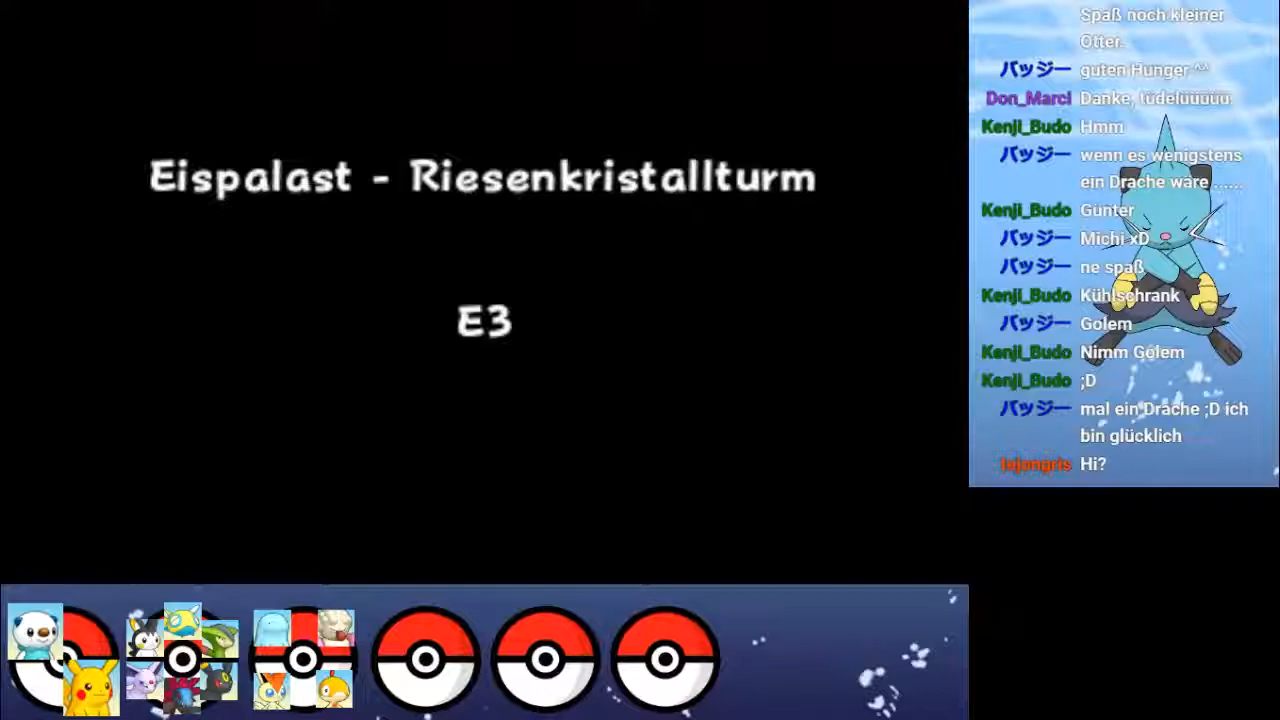 Eispalast - Riesenkristallturm
E3
Spaß noch kleiner
Otter.
バッジー guten Hunger ^^
Don_Marci Danke, tüdelüüüüü
Kenji_Budo Hmm
バッジー wenn es wenigstens
ein Drache wäre ......
Kenji_Budo Günter
バッジー Michi xD
バッジー ne spaß
Kenji_Budo Kühlschrank
バッジー Golem
Kenji_Budo Nimm Golem
Kenji_Budo ;D
バッジー mal ein Drache ;D ich
bin glücklich
Hi?